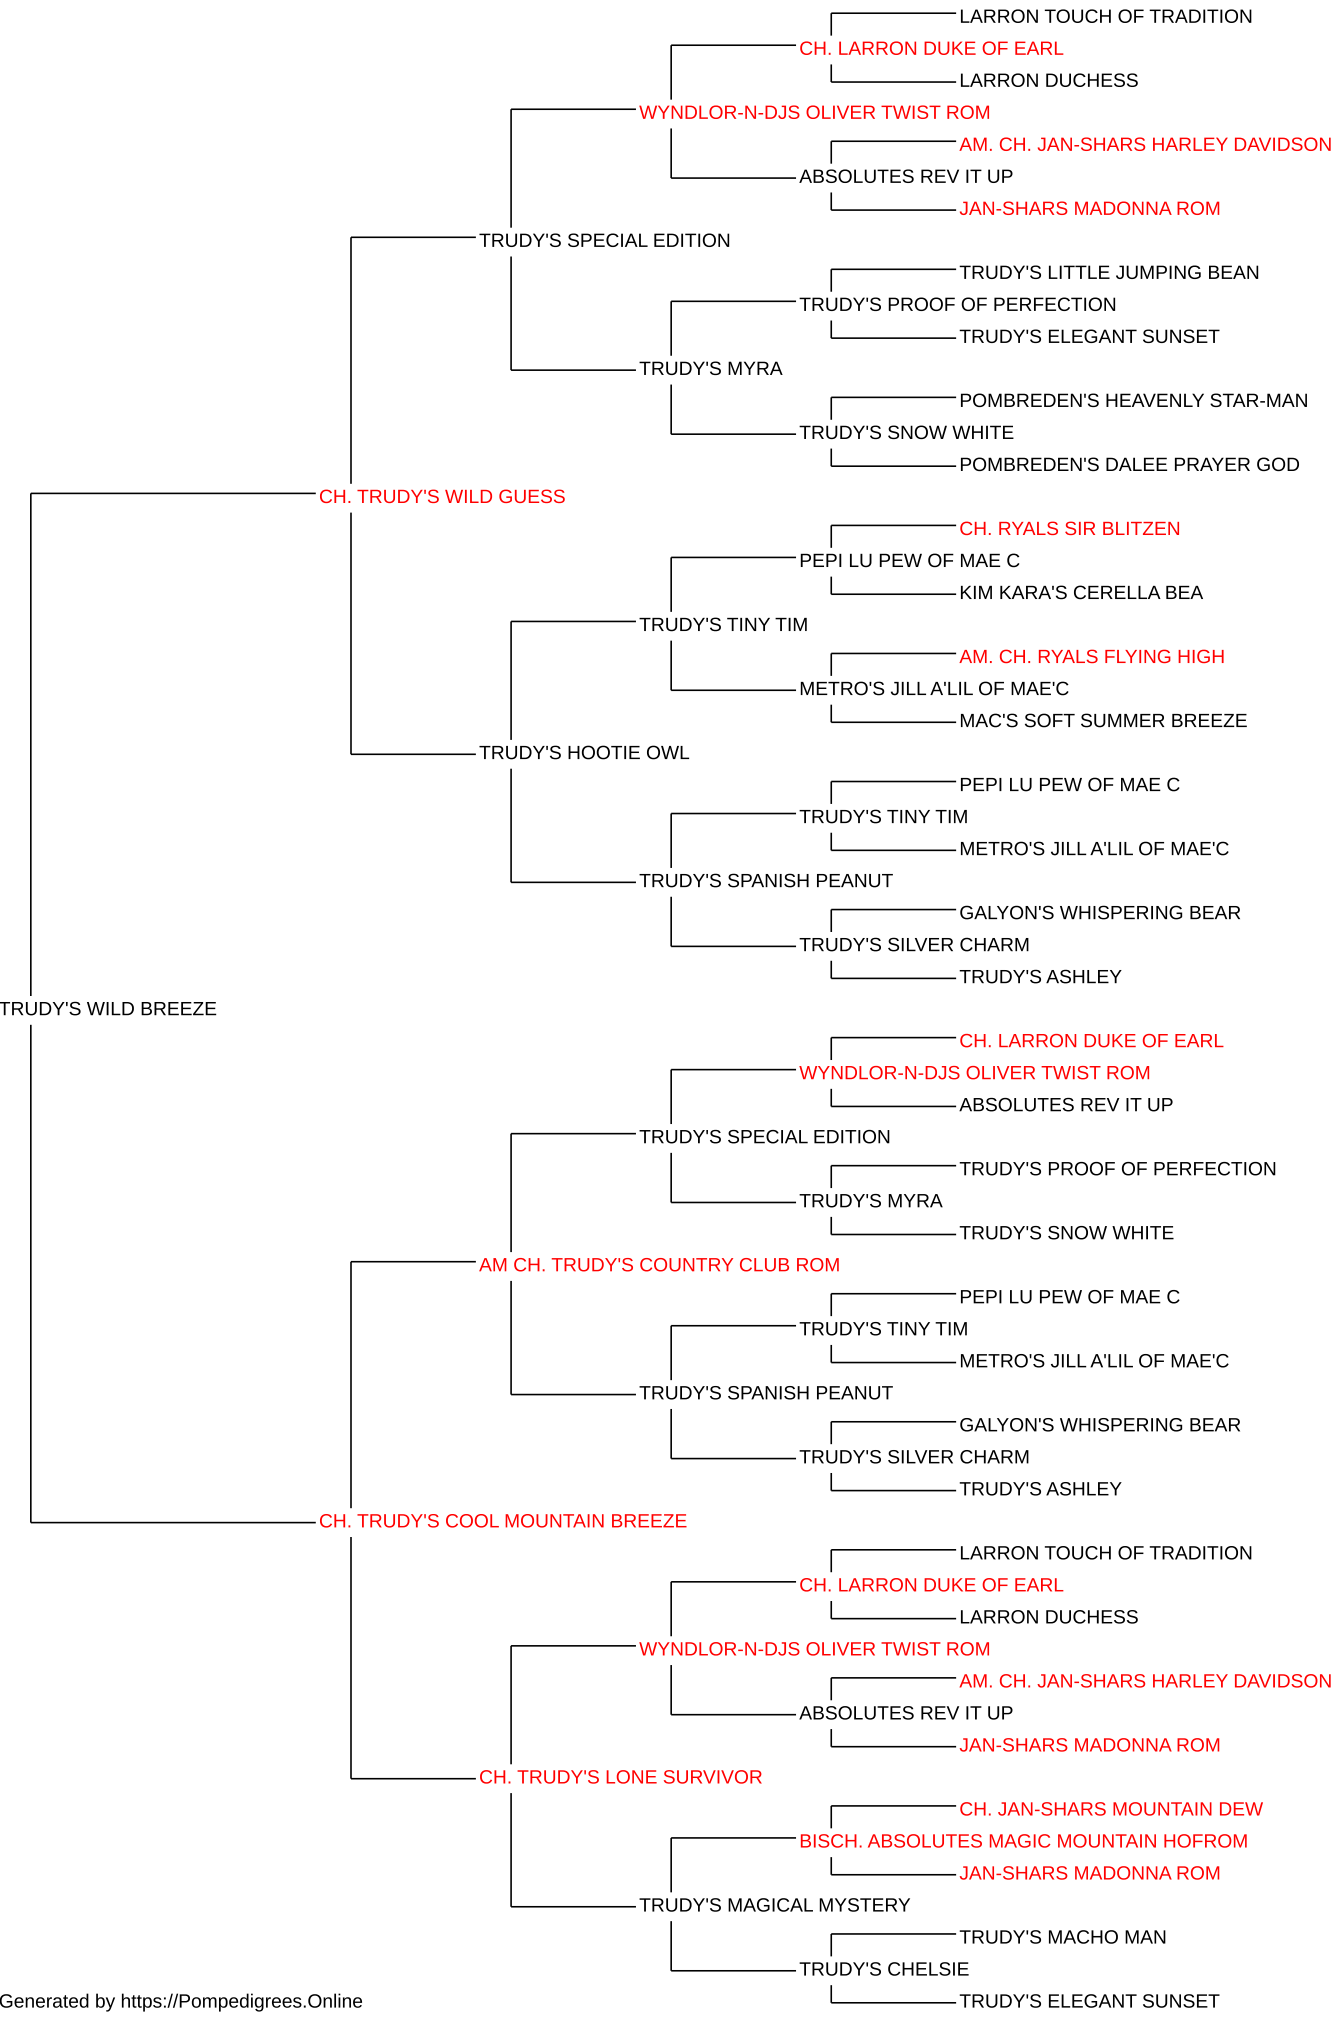 LARRON TOUCH OF TRADITION
CH. LARRON DUKE OF EARL
LARRON DUCHESS
WYNDLOR-N-DJS OLIVER TWIST ROM
AM. CH. JAN-SHARS HARLEY DAVIDSON
ABSOLUTES REV IT UP
JAN-SHARS MADONNA ROM
TRUDY'S SPECIAL EDITION
TRUDY'S LITTLE JUMPING BEAN
TRUDY'S PROOF OF PERFECTION
TRUDY'S ELEGANT SUNSET
TRUDY'S MYRA
POMBREDEN'S HEAVENLY STAR-MAN
TRUDY'S SNOW WHITE
POMBREDEN'S DALEE PRAYER GOD
CH. TRUDY'S WILD GUESS
CH. RYALS SIR BLITZEN
PEPI LU PEW OF MAE C
KIM KARA'S CERELLA BEA
TRUDY'S TINY TIM
AM. CH. RYALS FLYING HIGH
METRO'S JILL A'LIL OF MAE'C
MAC'S SOFT SUMMER BREEZE
TRUDY'S HOOTIE OWL
PEPI LU PEW OF MAE C
TRUDY'S TINY TIM
METRO'S JILL A'LIL OF MAE'C
TRUDY'S SPANISH PEANUT
GALYON'S WHISPERING BEAR
TRUDY'S SILVER CHARM
TRUDY'S ASHLEY
TRUDY'S WILD BREEZE
CH. LARRON DUKE OF EARL
WYNDLOR-N-DJS OLIVER TWIST ROM
ABSOLUTES REV IT UP
TRUDY'S SPECIAL EDITION
TRUDY'S PROOF OF PERFECTION
TRUDY'S MYRA
TRUDY'S SNOW WHITE
AM CH. TRUDY'S COUNTRY CLUB ROM
PEPI LU PEW OF MAE C
TRUDY'S TINY TIM
METRO'S JILL A'LIL OF MAE'C
TRUDY'S SPANISH PEANUT
GALYON'S WHISPERING BEAR
TRUDY'S SILVER CHARM
TRUDY'S ASHLEY
CH. TRUDY'S COOL MOUNTAIN BREEZE
LARRON TOUCH OF TRADITION
CH. LARRON DUKE OF EARL
LARRON DUCHESS
WYNDLOR-N-DJS OLIVER TWIST ROM
AM. CH. JAN-SHARS HARLEY DAVIDSON
ABSOLUTES REV IT UP
JAN-SHARS MADONNA ROM
CH. TRUDY'S LONE SURVIVOR
CH. JAN-SHARS MOUNTAIN DEW
BISCH. ABSOLUTES MAGIC MOUNTAIN HOFROM
JAN-SHARS MADONNA ROM
TRUDY'S MAGICAL MYSTERY
TRUDY'S MACHO MAN
TRUDY'S CHELSIE
TRUDY'S ELEGANT SUNSET
Generated by https://Pompedigrees.Online